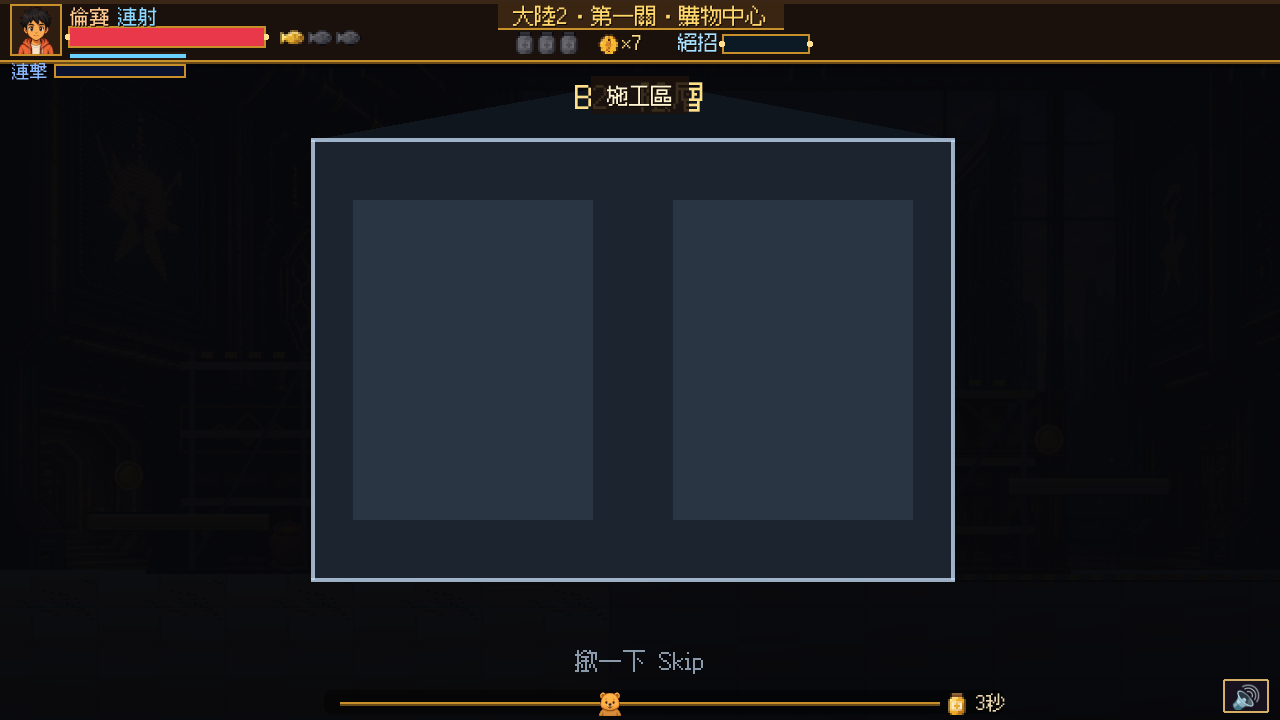 倫寶 連射
大陸2・第一關・購物中心
×7
絕招
連擊
施工區
撳一下 Skip
3秒